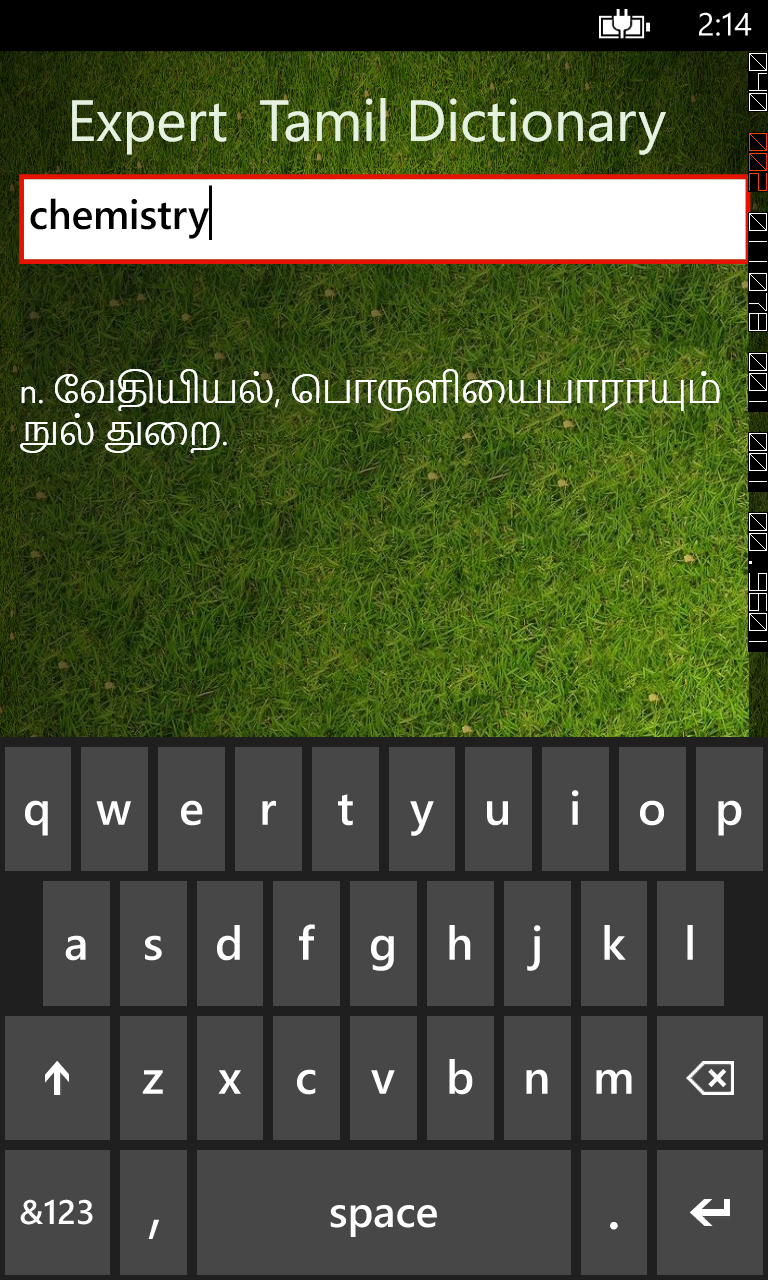 2:14
Expert Tamil Dictionary
chemistry
n. வேதியியல், பொருளியைபாராயும்
நுல் துறை.
q w e r t y u i o p
a s d f g h j k l
z x c v b n m
&123 , space .